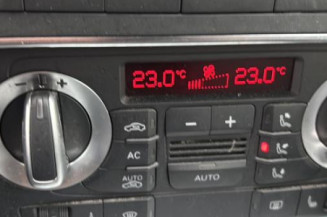 23.0°C 23.0°C
- +
- +
AC
AUTO
AUTO